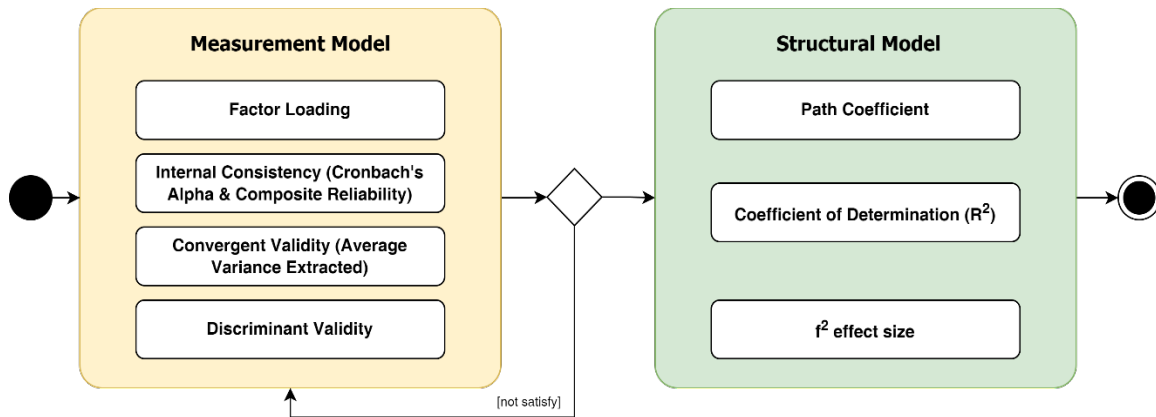 Measurement Model
Factor Loading
Internal Consistency (Cronbach's
Alpha & Composite Reliability)
Convergent Validity (Average
Variance Extracted)
Discriminant Validity
[not satisfy]
Structural Model
Path Coefficient
Coefficient of Determination (R²)
f² effect size